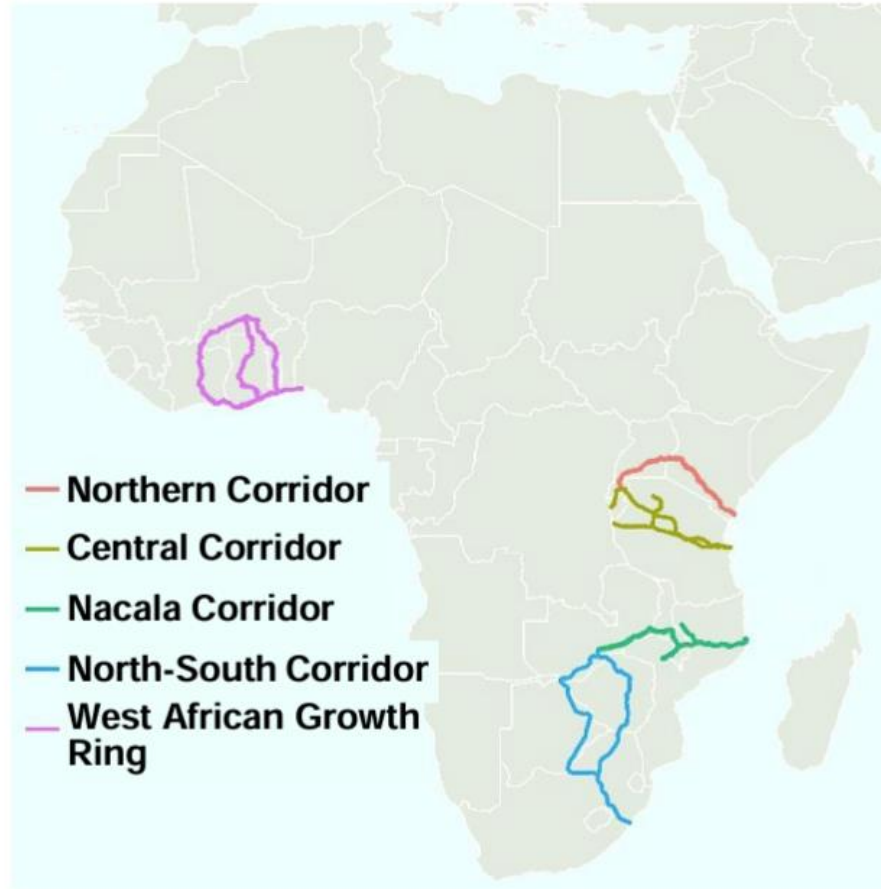 Northern Corridor
Central Corridor
Nacala Corridor
North-South Corridor
West African Growth
Ring